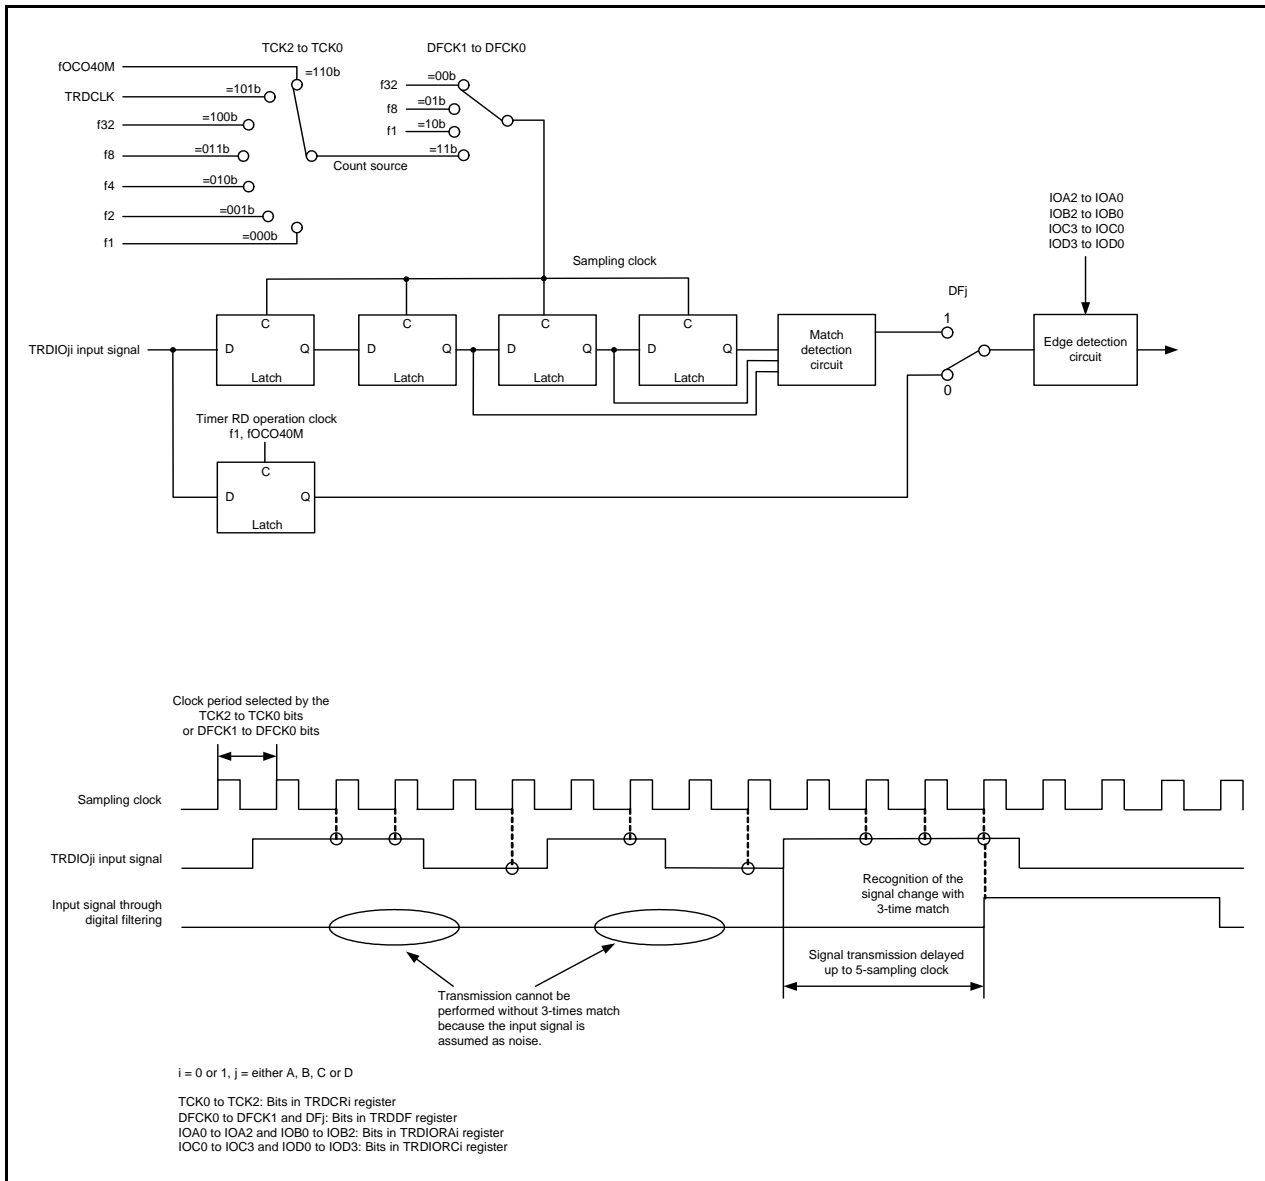 TCK2 to TCK0
DFCK1 to DFCK0
fOCO40M
=110b
TRDCLK
=101b
f32
=100b
f8
=011b
f4
=010b
f2
=001b
f1
=000b
f32
=00b
f8
=01b
f1
=10b
=11b
Count source
IOA2 to IOA0
IOB2 to IOB0
IOC3 to IOC0
IOD3 to IOD0
Sampling clock
DFj
1
0
TRDIOji input signal
C
D
Q
Latch
C
D
Q
Latch
C
D
Q
Latch
C
D
Q
Latch
Match
detection
circuit
Edge detection
circuit
Timer RD operation clock
f1, fOCO40M
C
D
Q
Latch
Clock period selected by the
TCK2 to TCK0 bits
or DFCK1 to DFCK0 bits
Sampling clock
TRDIOji input signal
Input signal through
digital filtering
Recognition of the
signal change with
3-time match
Signal transmission delayed
up to 5-sampling clock
Transmission cannot be
performed without 3-times match
because the input signal is
assumed as noise.
i = 0 or 1, j = either A, B, C or D
TCK0 to TCK2: Bits in TRDCRi register
DFCK0 to DFCK1 and DFj: Bits in TRDDF register
IOA0 to IOA2 and IOB0 to IOB2: Bits in TRDIORAi register
IOC0 to IOC3 and IOD0 to IOD3: Bits in TRDIORCi register